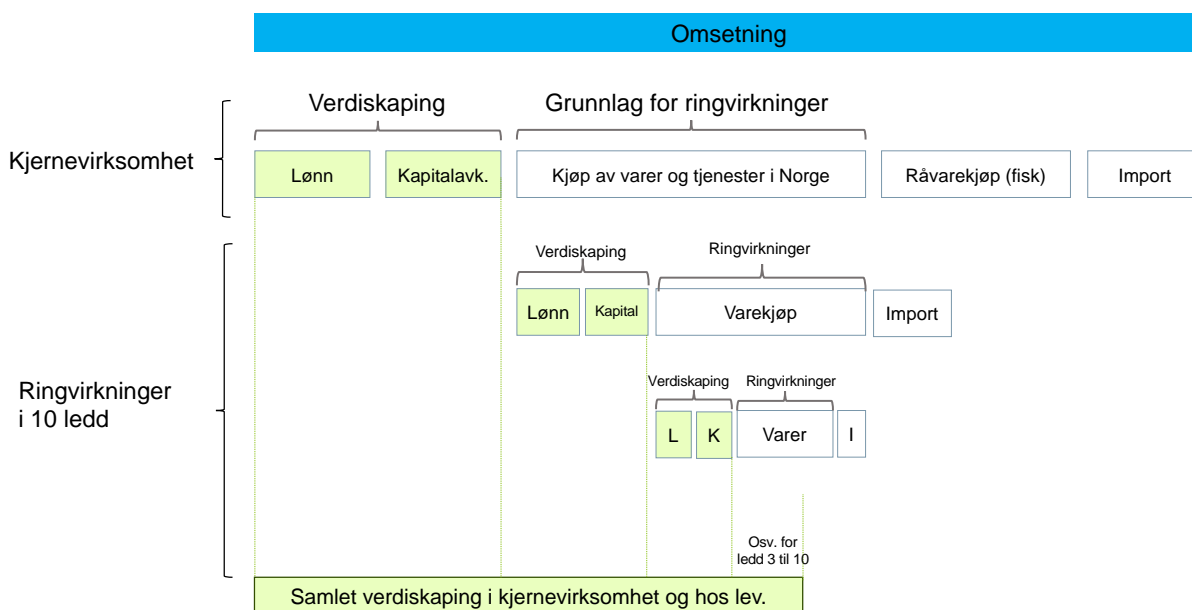 Omsetning
Verdiskaping
Grunnlag for ringvirkninger
Kjernevirksomhet
Lønn
Kapitalavk.
Kjøp av varer og tjenester i Norge
Råvarekjøp (fisk)
Import
Verdiskaping
Ringvirkninger
Lønn
Kapital
Varekjøp
Import
Ringvirkninger
i 10 ledd
Verdiskaping
Ringvirkninger
L
K
Varer
I
Osv. for
ledd 3 til 10
Samlet verdiskaping i kjernevirksomhet og hos lev.